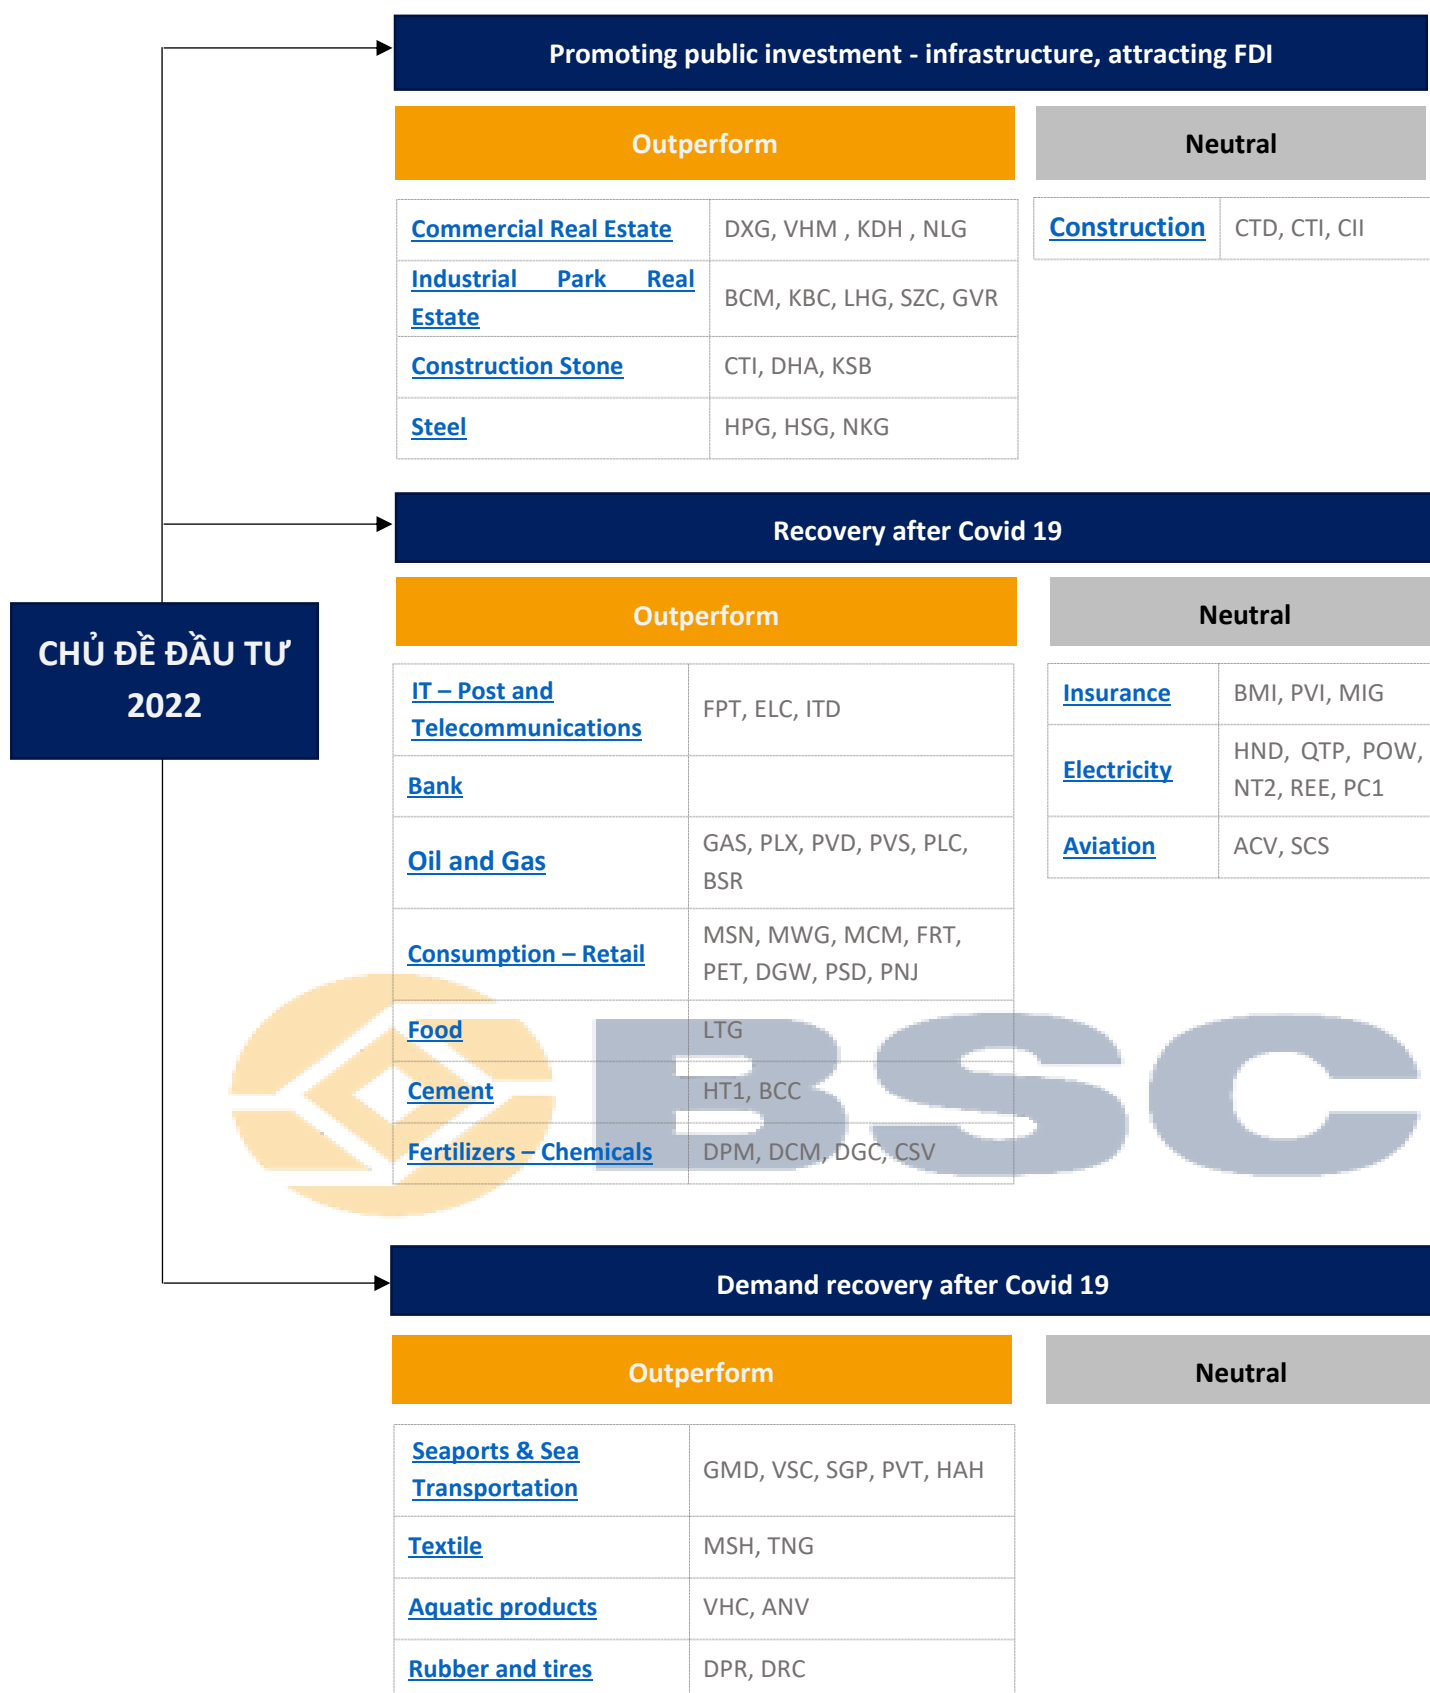 Promoting public investment - infrastructure, attracting FDI
Outperform
Neutral
Commercial Real Estate
DXG, VHM , KDH , NLG
Industrial Park Real
Estate
BCM, KBC, LHG, SZC, GVR
Construction Stone
CTI, DHA, KSB
Steel
HPG, HSG, NKG
Construction
CTD, CTI, CII
Recovery after Covid 19
CHỦ ĐỀ ĐẦU TƯ
2022
Outperform
Neutral
IT – Post and
Telecommunications
FPT, ELC, ITD
Bank
Oil and Gas
GAS, PLX, PVD, PVS, PLC,
BSR
Consumption – Retail
MSN, MWG, MCM, FRT,
PET, DGW, PSD, PNJ
Food
LTG
Cement
HT1, BCC
Fertilizers – Chemicals
DPM, DCM, DGC, CSV
Insurance
BMI, PVI, MIG
Electricity
HND, QTP, POW,
NT2, REE, PC1
Aviation
ACV, SCS
BSC
Demand recovery after Covid 19
Outperform
Neutral
Seaports & Sea
Transportation
GMD, VSC, SGP, PVT, HAH
Textile
MSH, TNG
Aquatic products
VHC, ANV
Rubber and tires
DPR, DRC